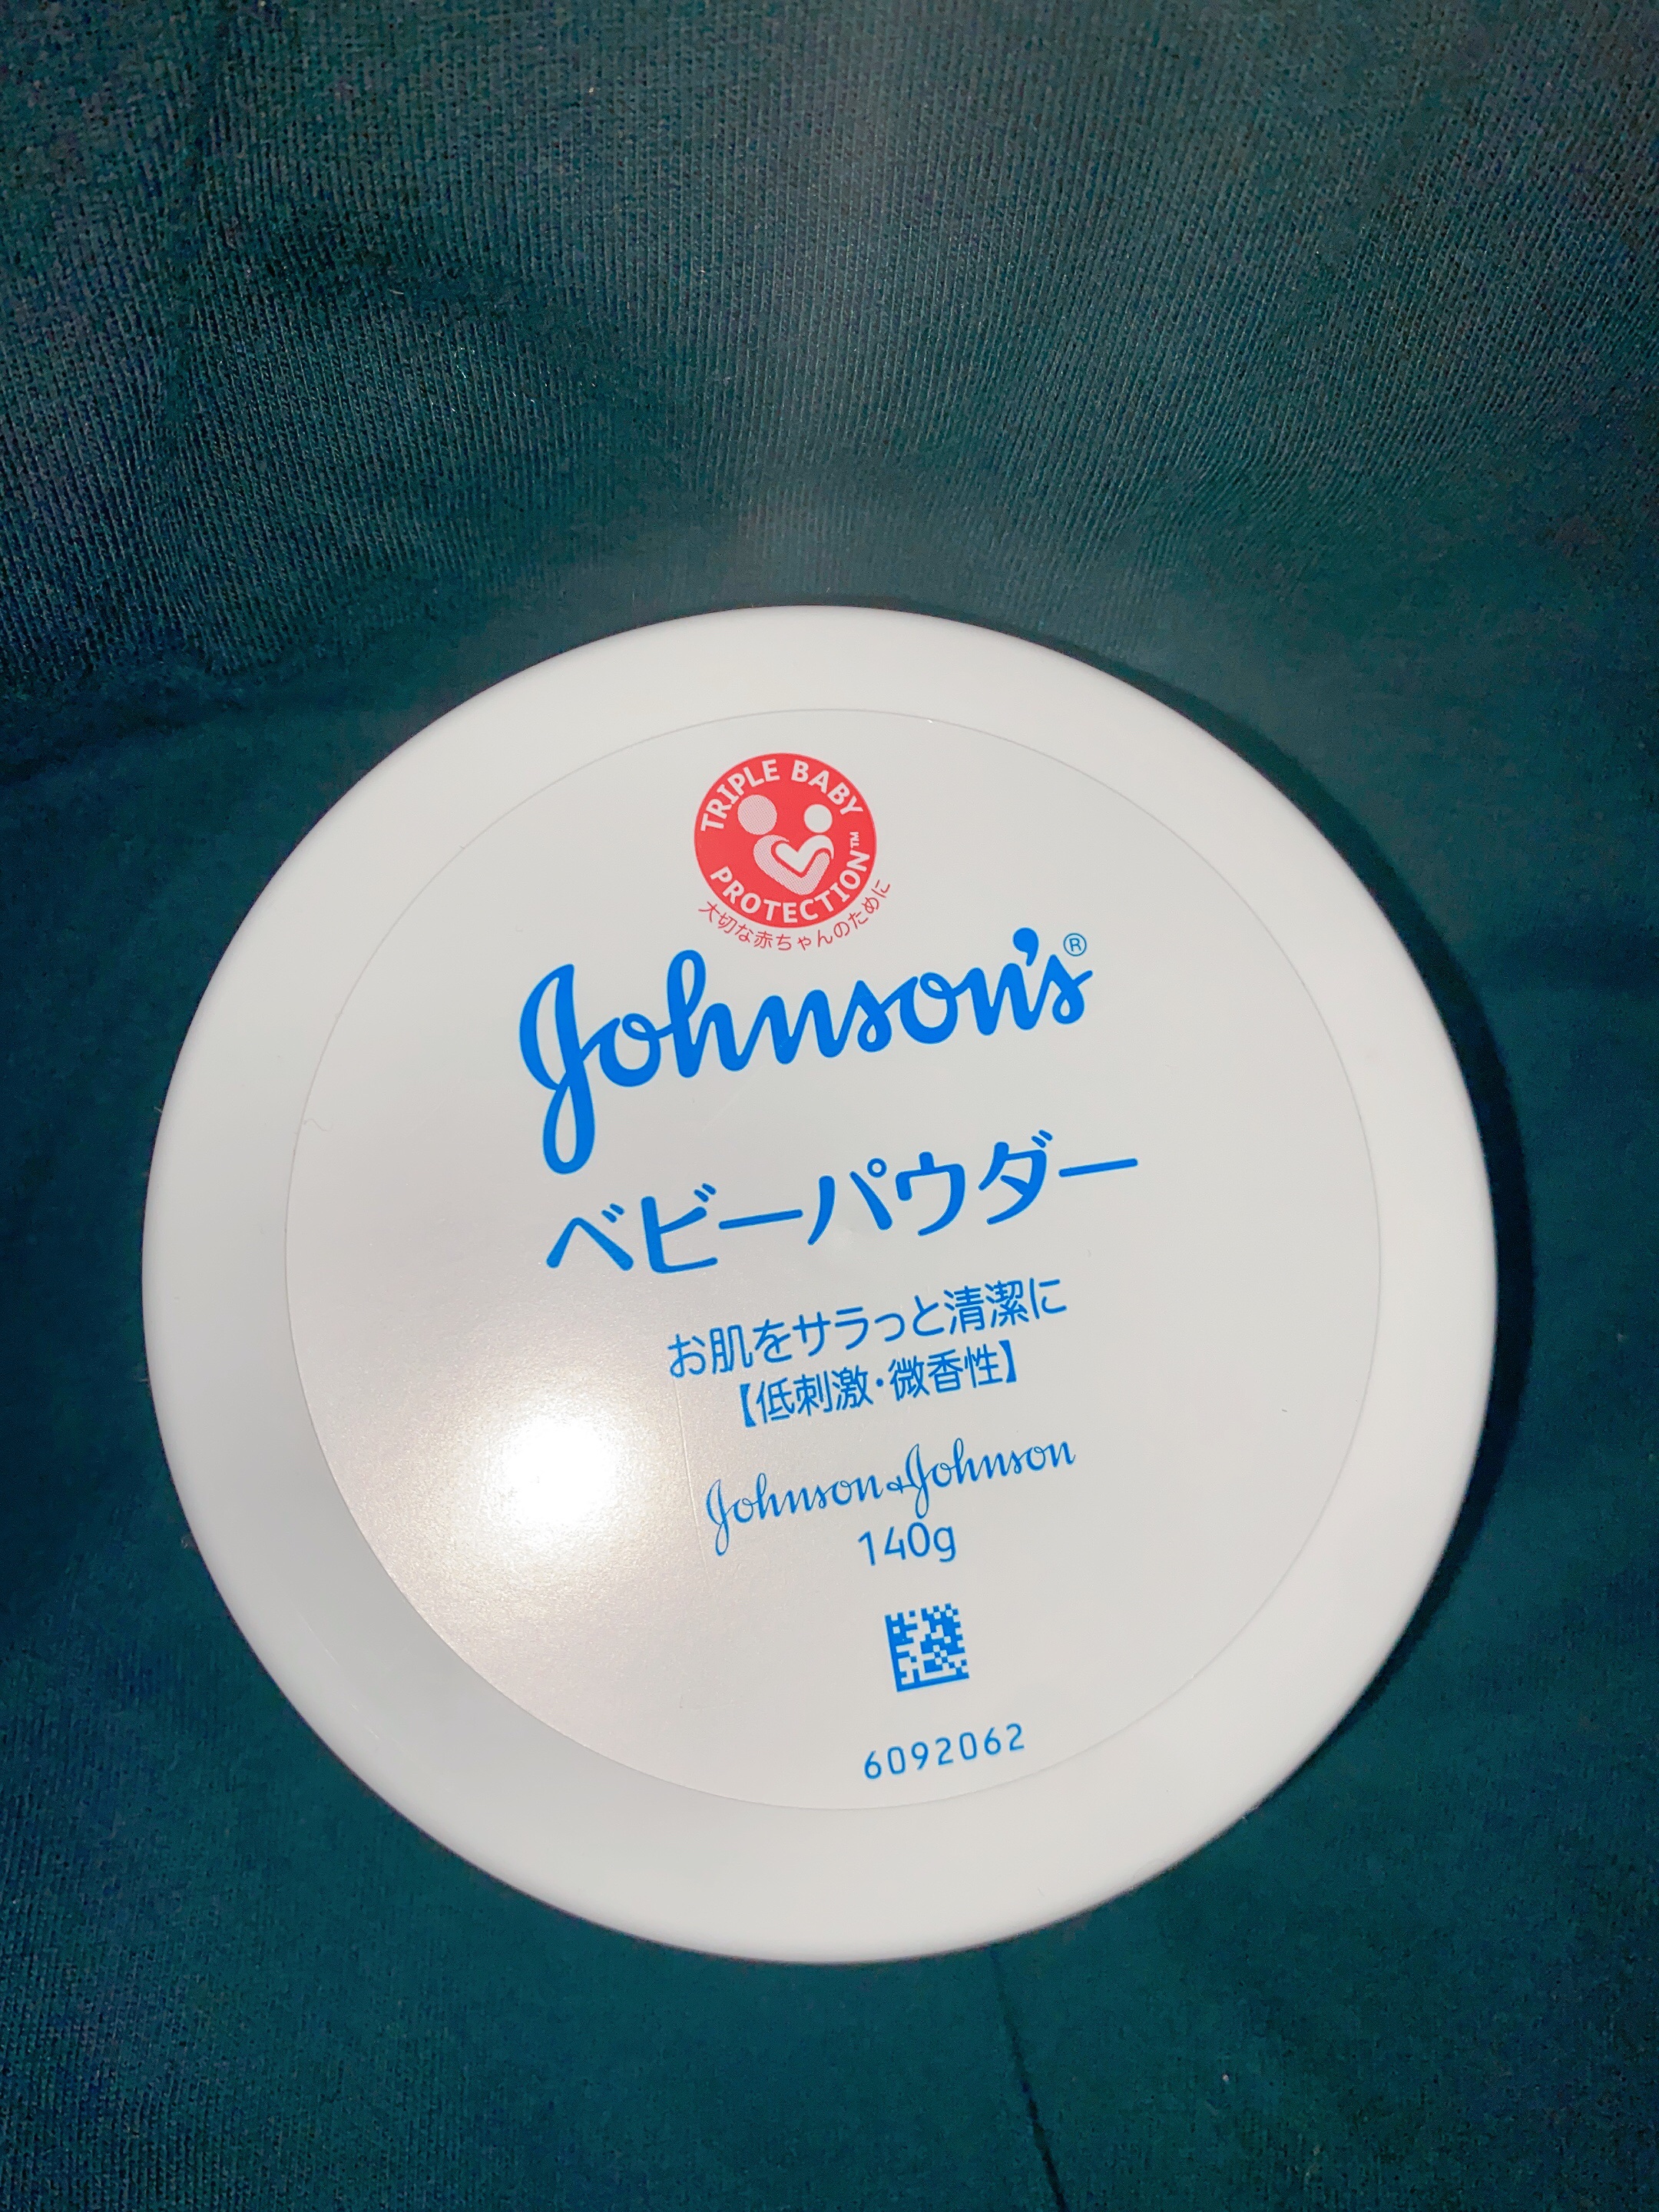 TRIPLE BABY
PROTECTION™
大切な赤ちゃんのために
Johnson's®
ベビーパウダー
お肌をサラっと清潔に
【低刺激・微香性】
Johnson & Johnson
140g
6092062